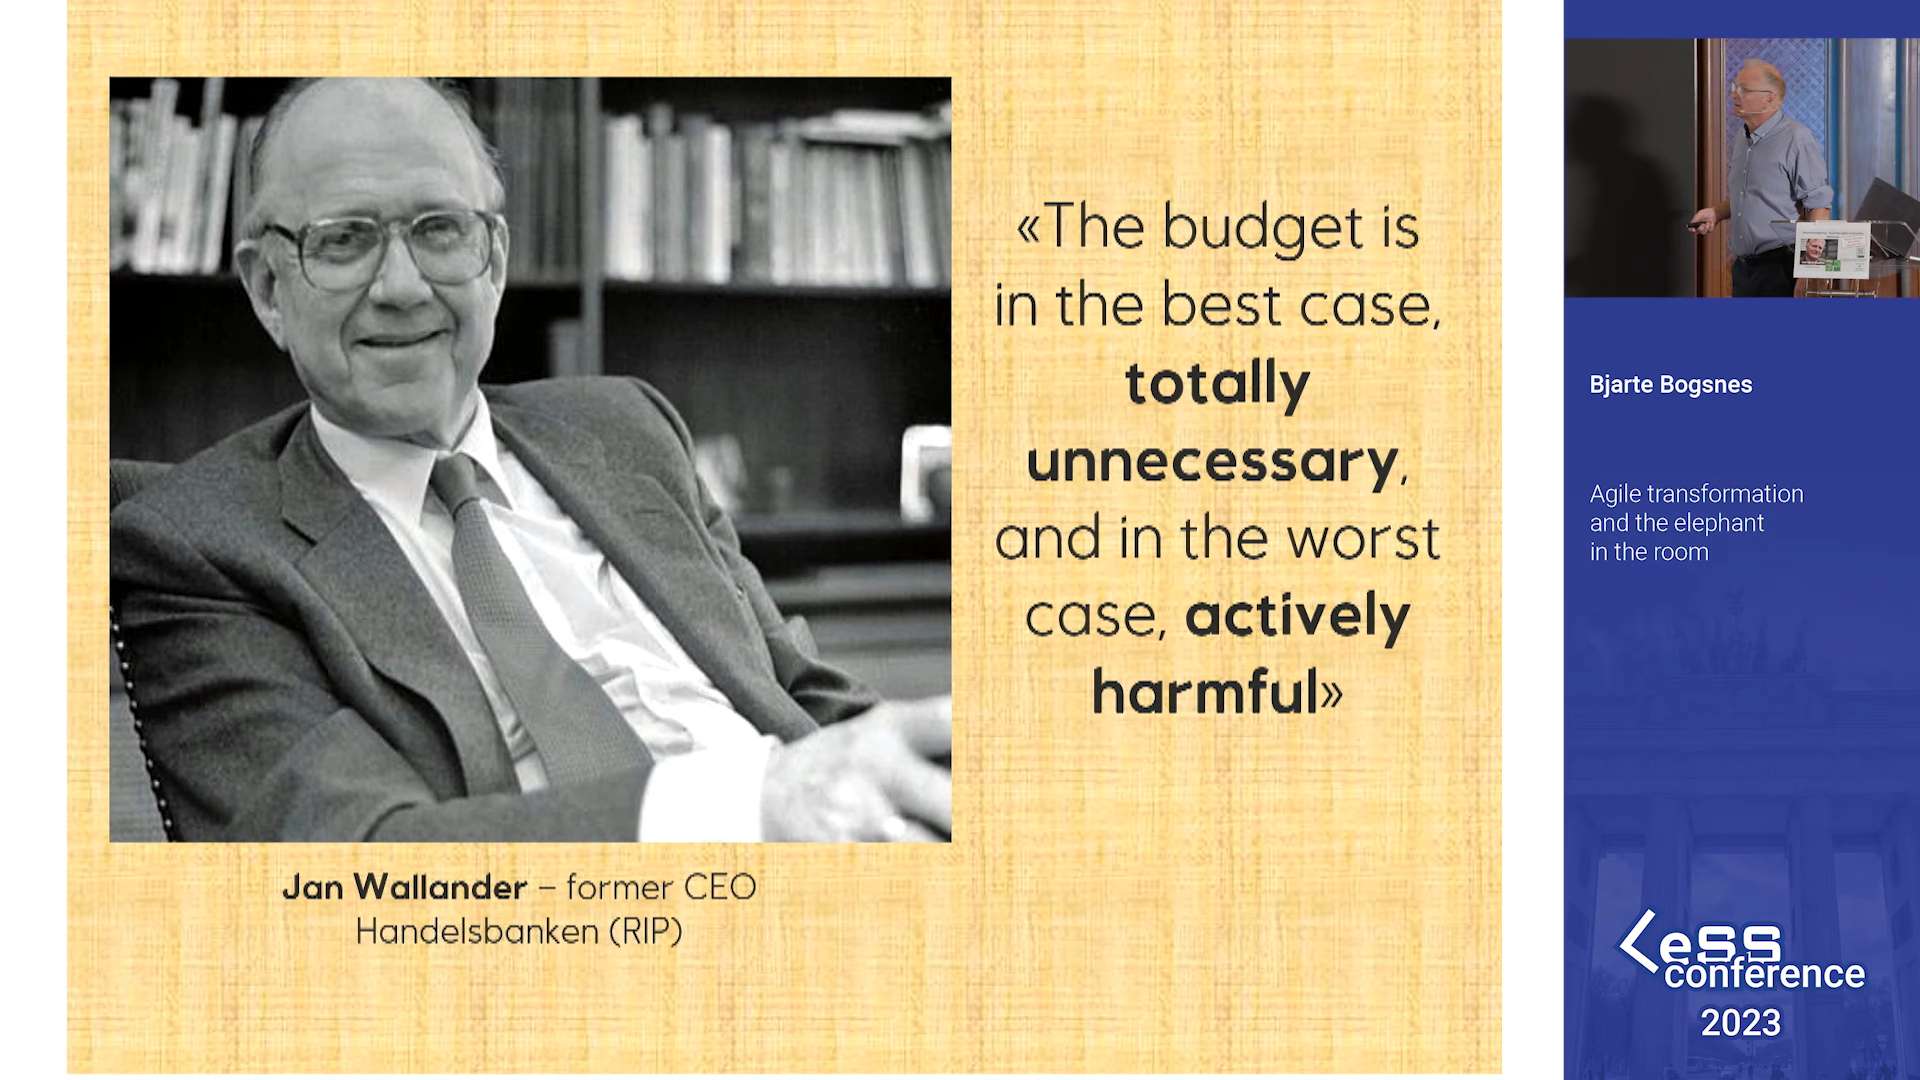 «The budget is
in the best case,
totally
unnecessary,
and in the worst
case, actively
harmful»
Jan Wallander – former CEO
Handelsbanken (RIP)
Bjarte Bogsnes
Agile transformation
and the elephant
in the room
LeSS
conference
2023